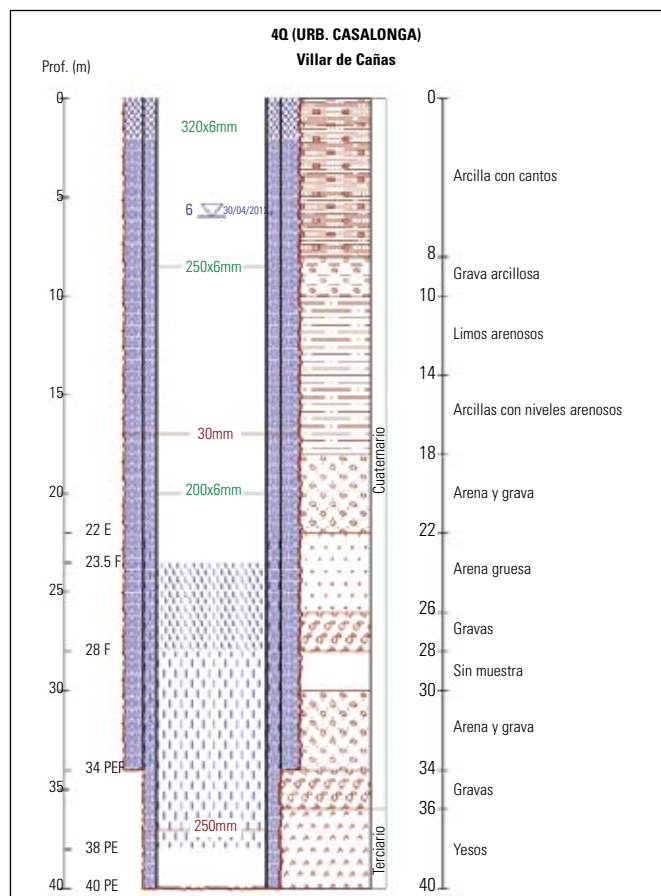 4Q (URB. CASALONGA)
Villar de Cañas
Prof. (m)
0
5
10
15
20
22 E
23.5 F
25
28 F
30
34 PEF
35
38 PE
40
40 PE
320x6mm
6
30/04/201
250x6mm
30mm
200x6mm
250mm
Cuaternario
Terciario
0
Arcilla con cantos
8
Grava arcillosa
10
Limos arenosos
14
Arcillas con niveles arenosos
18
Arena y grava
22
Arena gruesa
26
Gravas
28
Sin muestra
30
Arena y grava
34
Gravas
36
Yesos
40